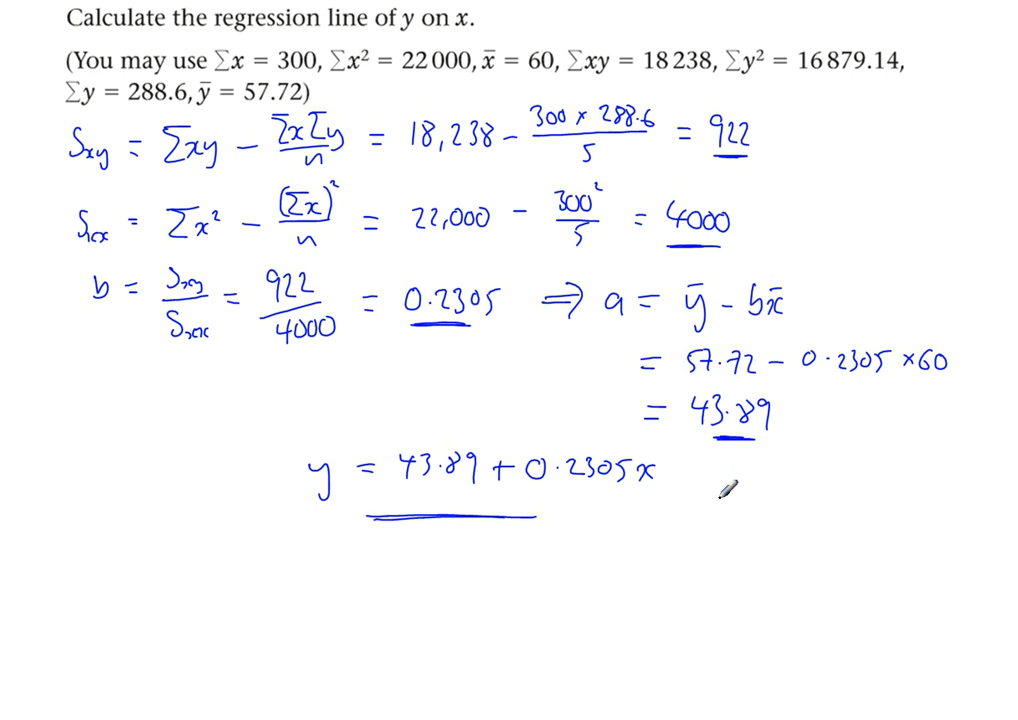 Calculate the regression line of y on x.
(You may use Σx = 300, Σx² = 22 000, x̄ = 60, Σxy = 18 238, Σy² = 16 879.14,
Σy = 288.6, ȳ = 57.72)
Sxy = Σxy − ΣxΣy/n = 18,238 − 300 × 288.6/5 = 922
Sxx = Σx² − (Σx)²/n = 22,000 − 300²/5 = 4000
b = Sxy/Sxx = 922/4000 = 0.2305 ⇒ a = ȳ − bx̄
= 57.72 − 0.2305 × 60
= 43.89
y = 43.89 + 0.2305x